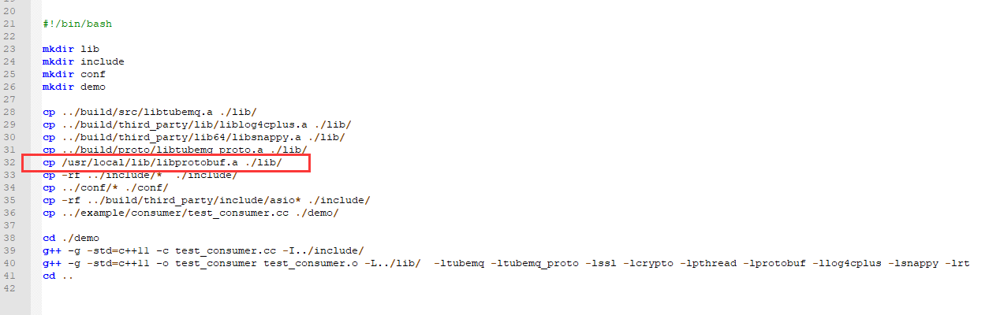 20
21 #!/bin/bash
22
23 mkdir lib
24 mkdir include
25 mkdir conf
26 mkdir demo
27
28 cp ../build/src/libtubemq.a ./lib/
29 cp ../build/third_party/lib/liblog4cplus.a ./lib/
30 cp ../build/third_party/lib64/libsnappy.a ./lib/
31 cp ../build/proto/libtubemq_proto.a ./lib/
32 cp /usr/local/lib/libprotobuf.a ./lib/
33 cp -rf ../include/*  ./include/
34 cp ../conf/* ./conf/
35 cp -rf ../build/third_party/include/asio* ./include/
36 cp ../example/consumer/test_consumer.cc ./demo/
37
38 cd ./demo
39 g++ -g -std=c++11 -c test_consumer.cc -I../include/
40 g++ -g -std=c++11 -o test_consumer test_consumer.o -L../lib/  -ltubemq -ltubemq_proto -lssl -lcrypto -lpthread -lprotobuf -llog4cplus -lsnappy -lrt
41 cd ..
42